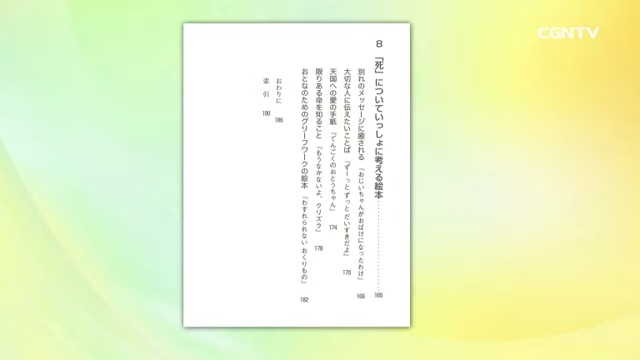 CGNTV
8 「死」についていっしょに考える絵本 165
別れのメッセージに癒される 『おじいちゃんがおばけになったわけ』 166
大切な人に伝えたいことば 『ずーっと ずっと だいすきだよ』 170
天国への愛の手紙 『てんごくのおとうちゃん』 174
限りある命を知ること 『もうなかないよ、クリズラ』 178
おとなのためのグリーフワークの絵本 『わすれられない おくりもの』 182
おわりに 186
索引 190